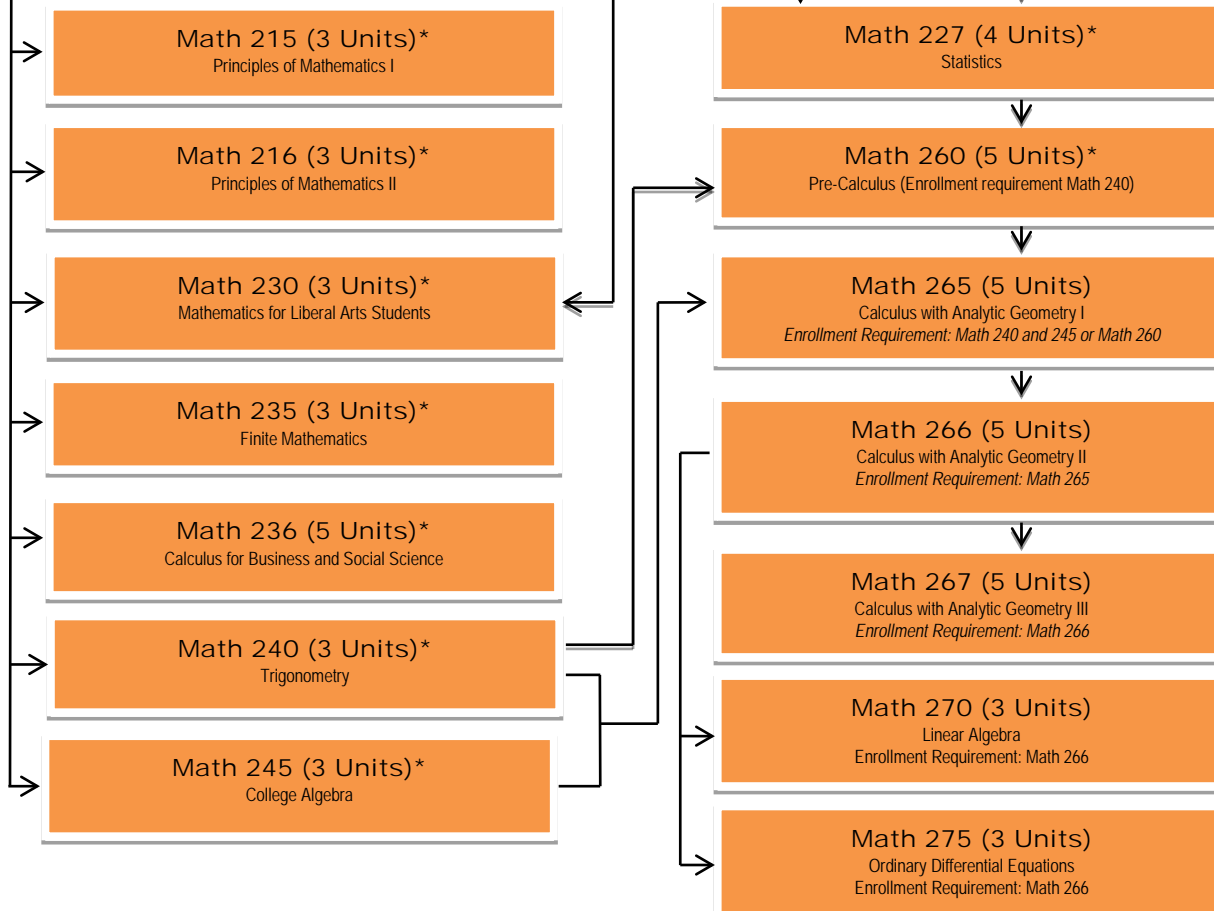 Math 215 (3 Units)*
Principles of Mathematics I
Math 216 (3 Units)*
Principles of Mathematics II
Math 230 (3 Units)*
Mathematics for Liberal Arts Students
Math 235 (3 Units)*
Finite Mathematics
Math 236 (5 Units)*
Calculus for Business and Social Science
Math 240 (3 Units)*
Trigonometry
Math 245 (3 Units)*
College Algebra
Math 227 (4 Units)*
Statistics
Math 260 (5 Units)*
Pre-Calculus (Enrollment requirement Math 240)
Math 265 (5 Units)
Calculus with Analytic Geometry I
Enrollment Requirement: Math 240 and 245 or Math 260
Math 266 (5 Units)
Calculus with Analytic Geometry II
Enrollment Requirement: Math 265
Math 267 (5 Units)
Calculus with Analytic Geometry III
Enrollment Requirement: Math 266
Math 270 (3 Units)
Linear Algebra
Enrollment Requirement: Math 266
Math 275 (3 Units)
Ordinary Differential Equations
Enrollment Requirement: Math 266